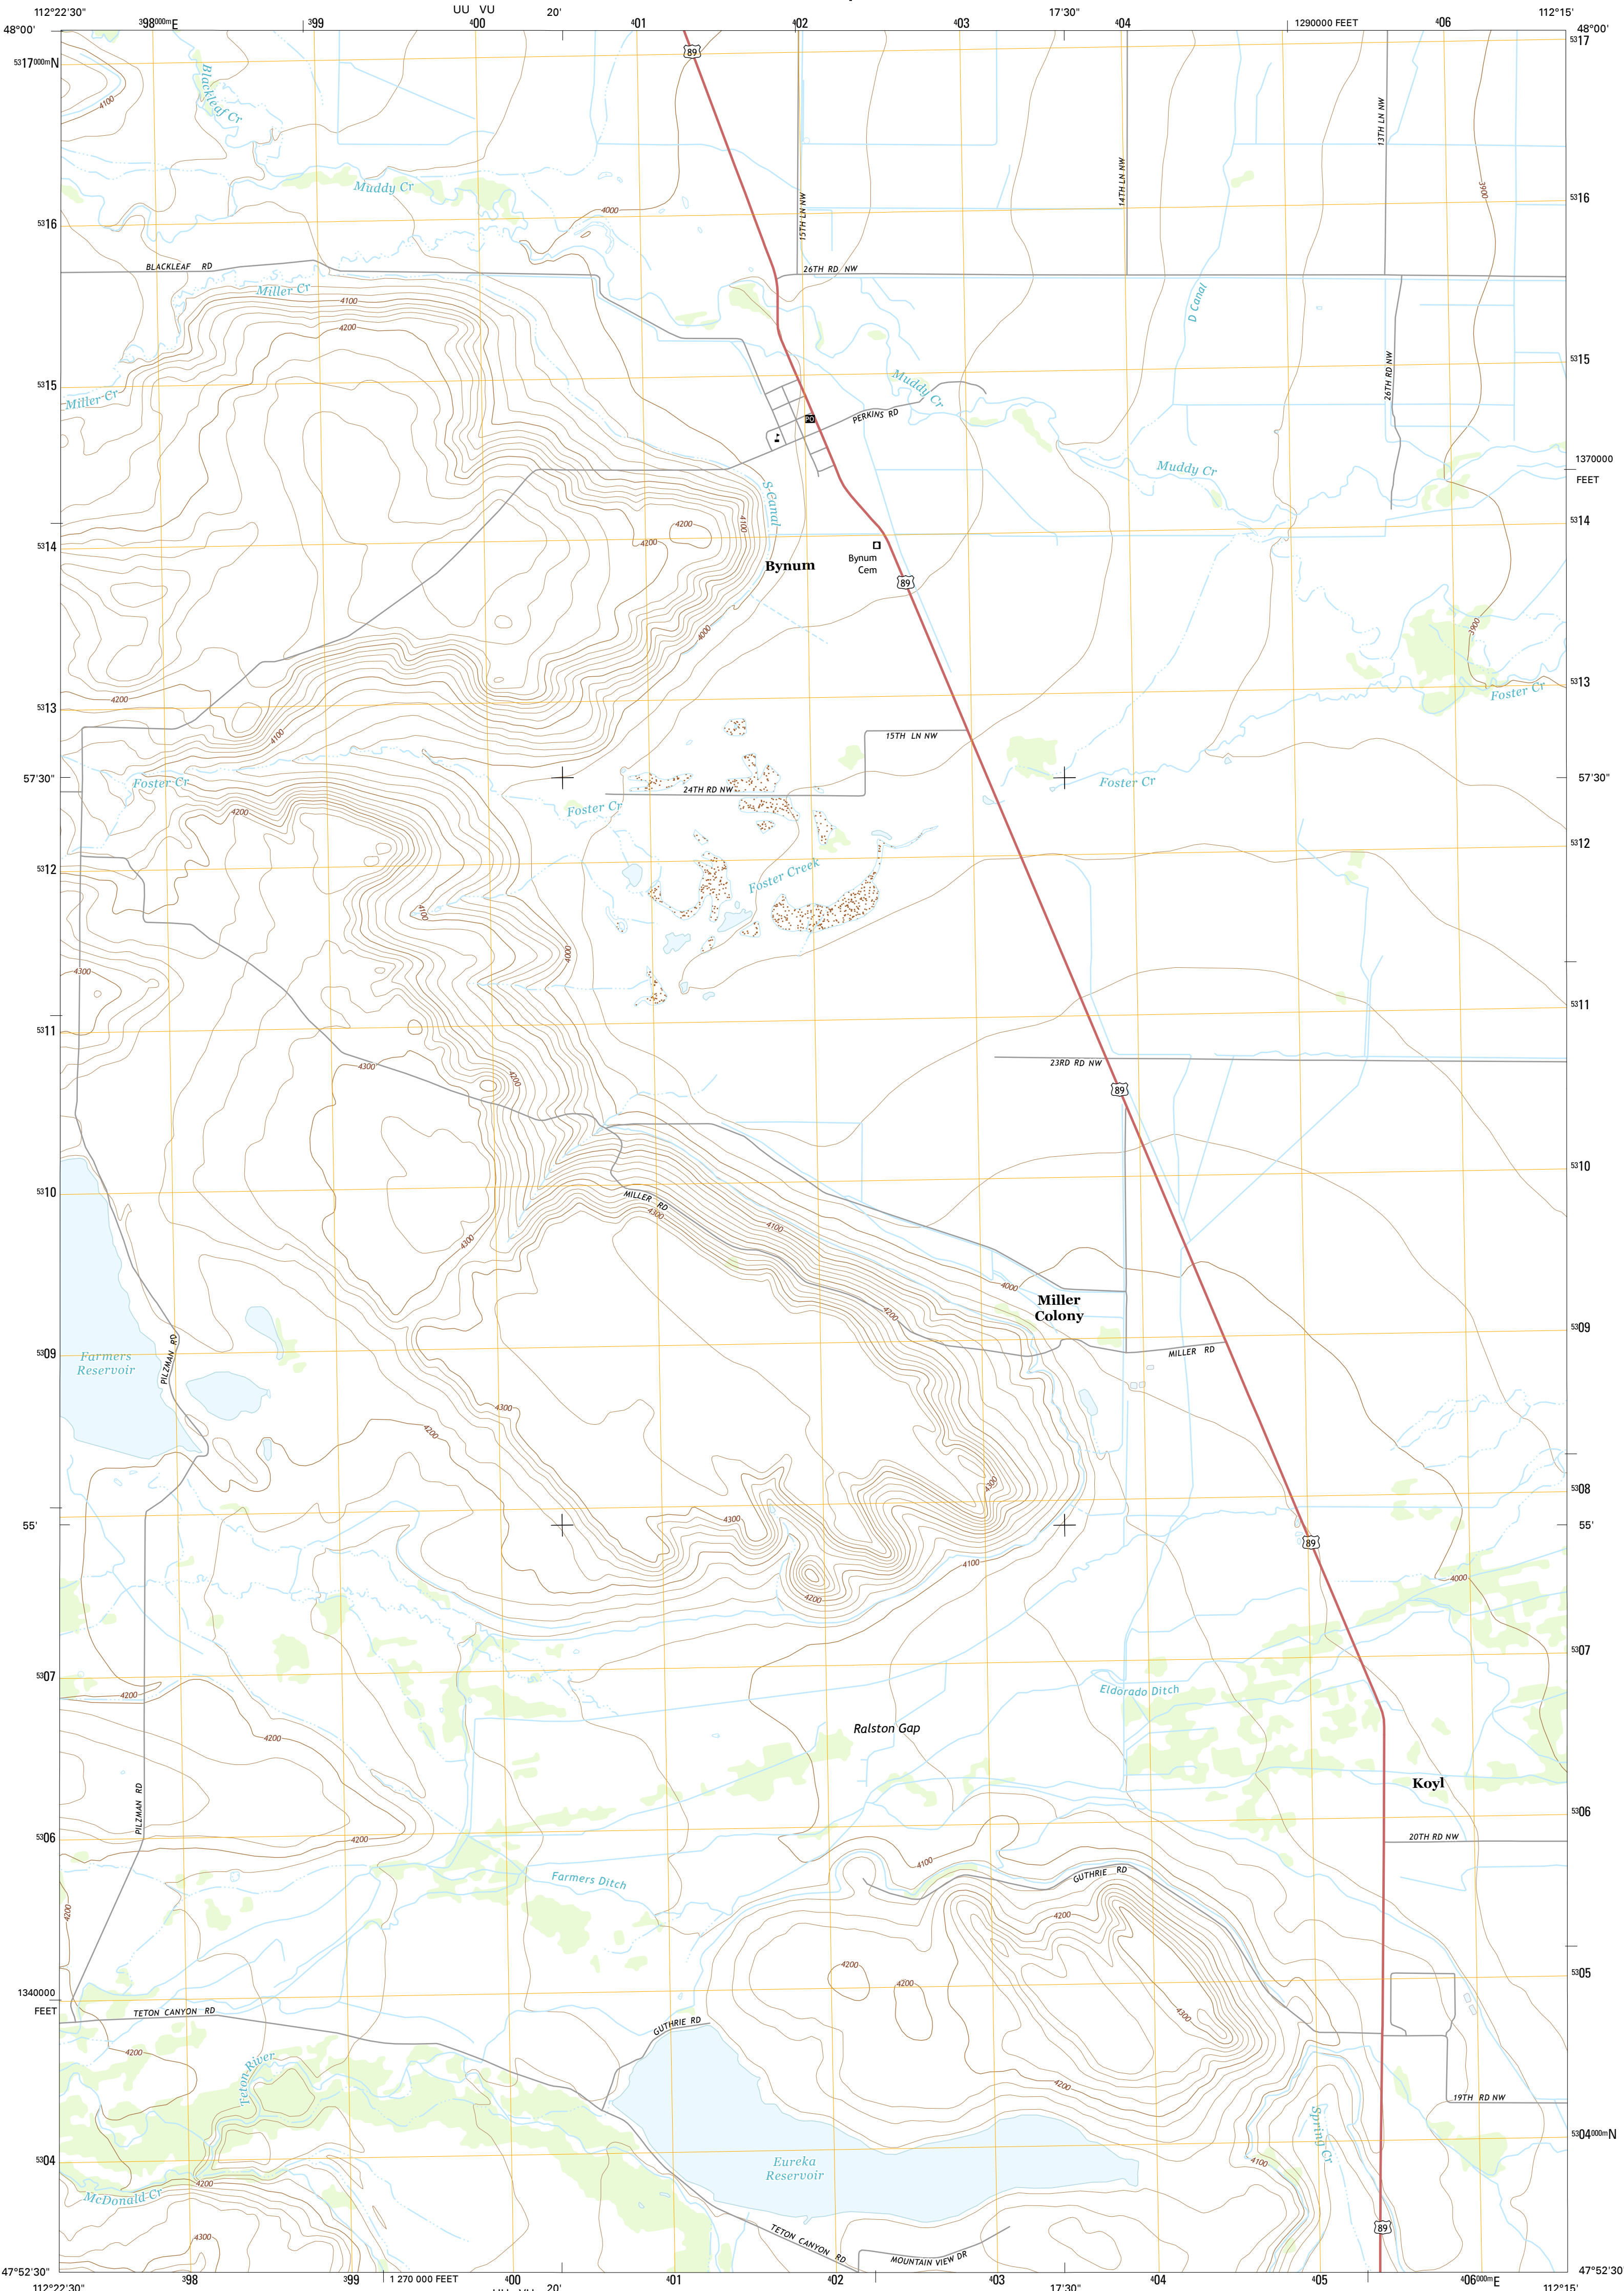 112°22'30"
398000mE
399
UU VU
400
20'
401
402
403
17'30"
404
1290000 FEET
406
112°15'
48°00'
48°00'
5317000mN
5317
89
4100
Blackleaf Cr
Muddy Cr
13TH LN NW
14TH LN NW
15TH LN NW
3900
5316
4000
5316
BLACKLEAF RD
26TH RD NW
Miller Cr
4100
4200
D Canal
5315
5315
Miller Cr
Muddy Cr
26TH RD NW
PO
PERKINS RD
1370000
FEET
Muddy Cr
S Canal
4200
4100
4200
5314
5314
Bynum
Bynum
Cem
89
4000
3900
4200
5313
5313
Foster Cr
4100
15TH LN NW
57'30"
57'30"
Foster Cr
24TH RD NW
Foster Cr
Foster Cr
4200
5312
5312
Foster Creek
4100
4000
4300
5311
5311
4300
23RD RD NW
4200
89
5310
5310
MILLER RD
4300
4100
4300
4000
Miller
Colony
4200
5309
5309
Farmers
Reservoir
PILZMAN RD
MILLER RD
4300
4200
4300
5308
4300
55'
55'
89
4100
4000
4200
5307
5307
4200
Eldorado Ditch
Ralston Gap
4200
Koyl
PILZMAN RD
5306
5306
4200
20TH RD NW
4100
GUTHRIE RD
Farmers Ditch
4200
4200
4200
4200
5305
1340000
FEET
4300
TETON CANYON RD
GUTHRIE RD
4200
Teton River
4200
19TH RD NW
Spring Cr
5304000mN
5304
Eureka
Reservoir
4100
4200
McDonald Cr
4300
89
TETON CANYON RD
MOUNTAIN VIEW DR
47°52'30"
47°52'30"
398
399
1 270 000 FEET
400
20'
401
402
403
17'30"
404
405
406000mE
112°22'30"
112°15'